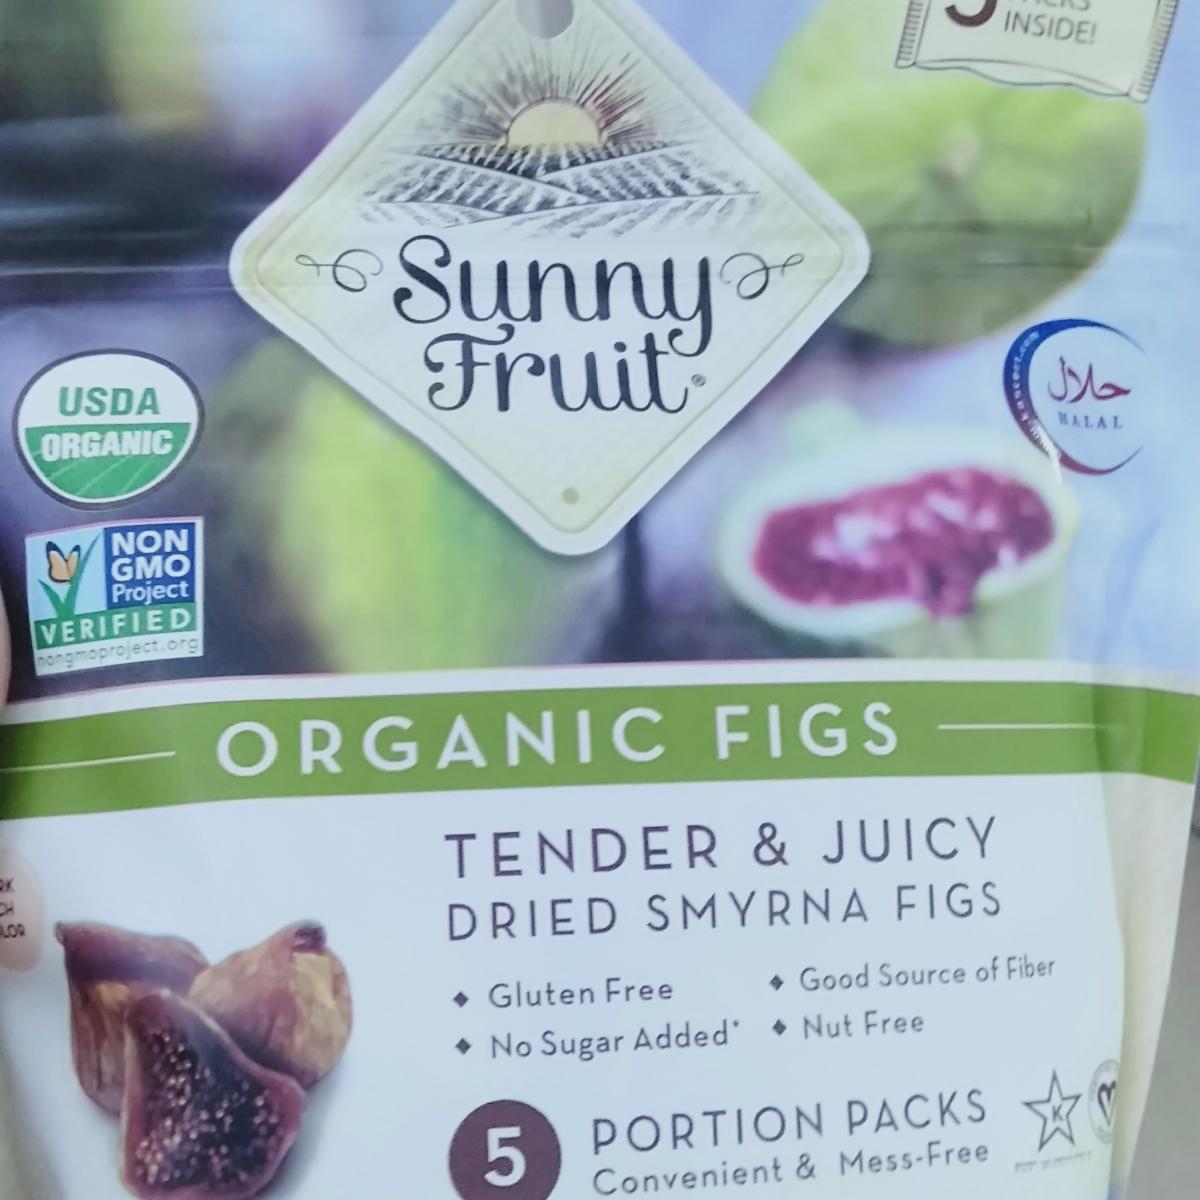 5
INSIDE!
Sunny
Fruit®
حلال
HALAL
USDA
ORGANIC
NON
GMO
Project
VERIFIED
nongmoproject.org
ORGANIC FIGS
TENDER & JUICY
DRIED SMYRNA FIGS
◆ Gluten Free
◆ Good Source of Fiber
◆ No Sugar Added*
◆ Nut Free
5
PORTION PACKS
Convenient & Mess-Free
K